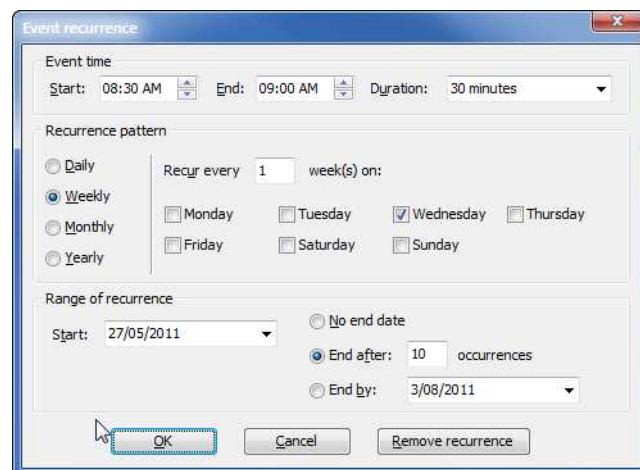 Event recurrence
Event time
Start: 08:30 AM End: 09:00 AM Duration: 30 minutes
Recurrence pattern
Daily
Recur every 1 week(s) on:
Weekly
Monday Tuesday Wednesday Thursday
Monthly
Friday Saturday Sunday
Yearly
Range of recurrence
Start: 27/05/2011
No end date
End after: 10 occurrences
End by: 3/08/2011
OK Cancel Remove recurrence